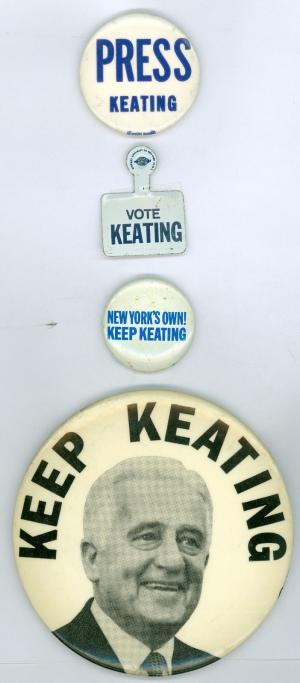 PRESS
KEATING
VOTE
KEATING
NEW YORK'S OWN!
KEEP KEATING
KEEP KEATING